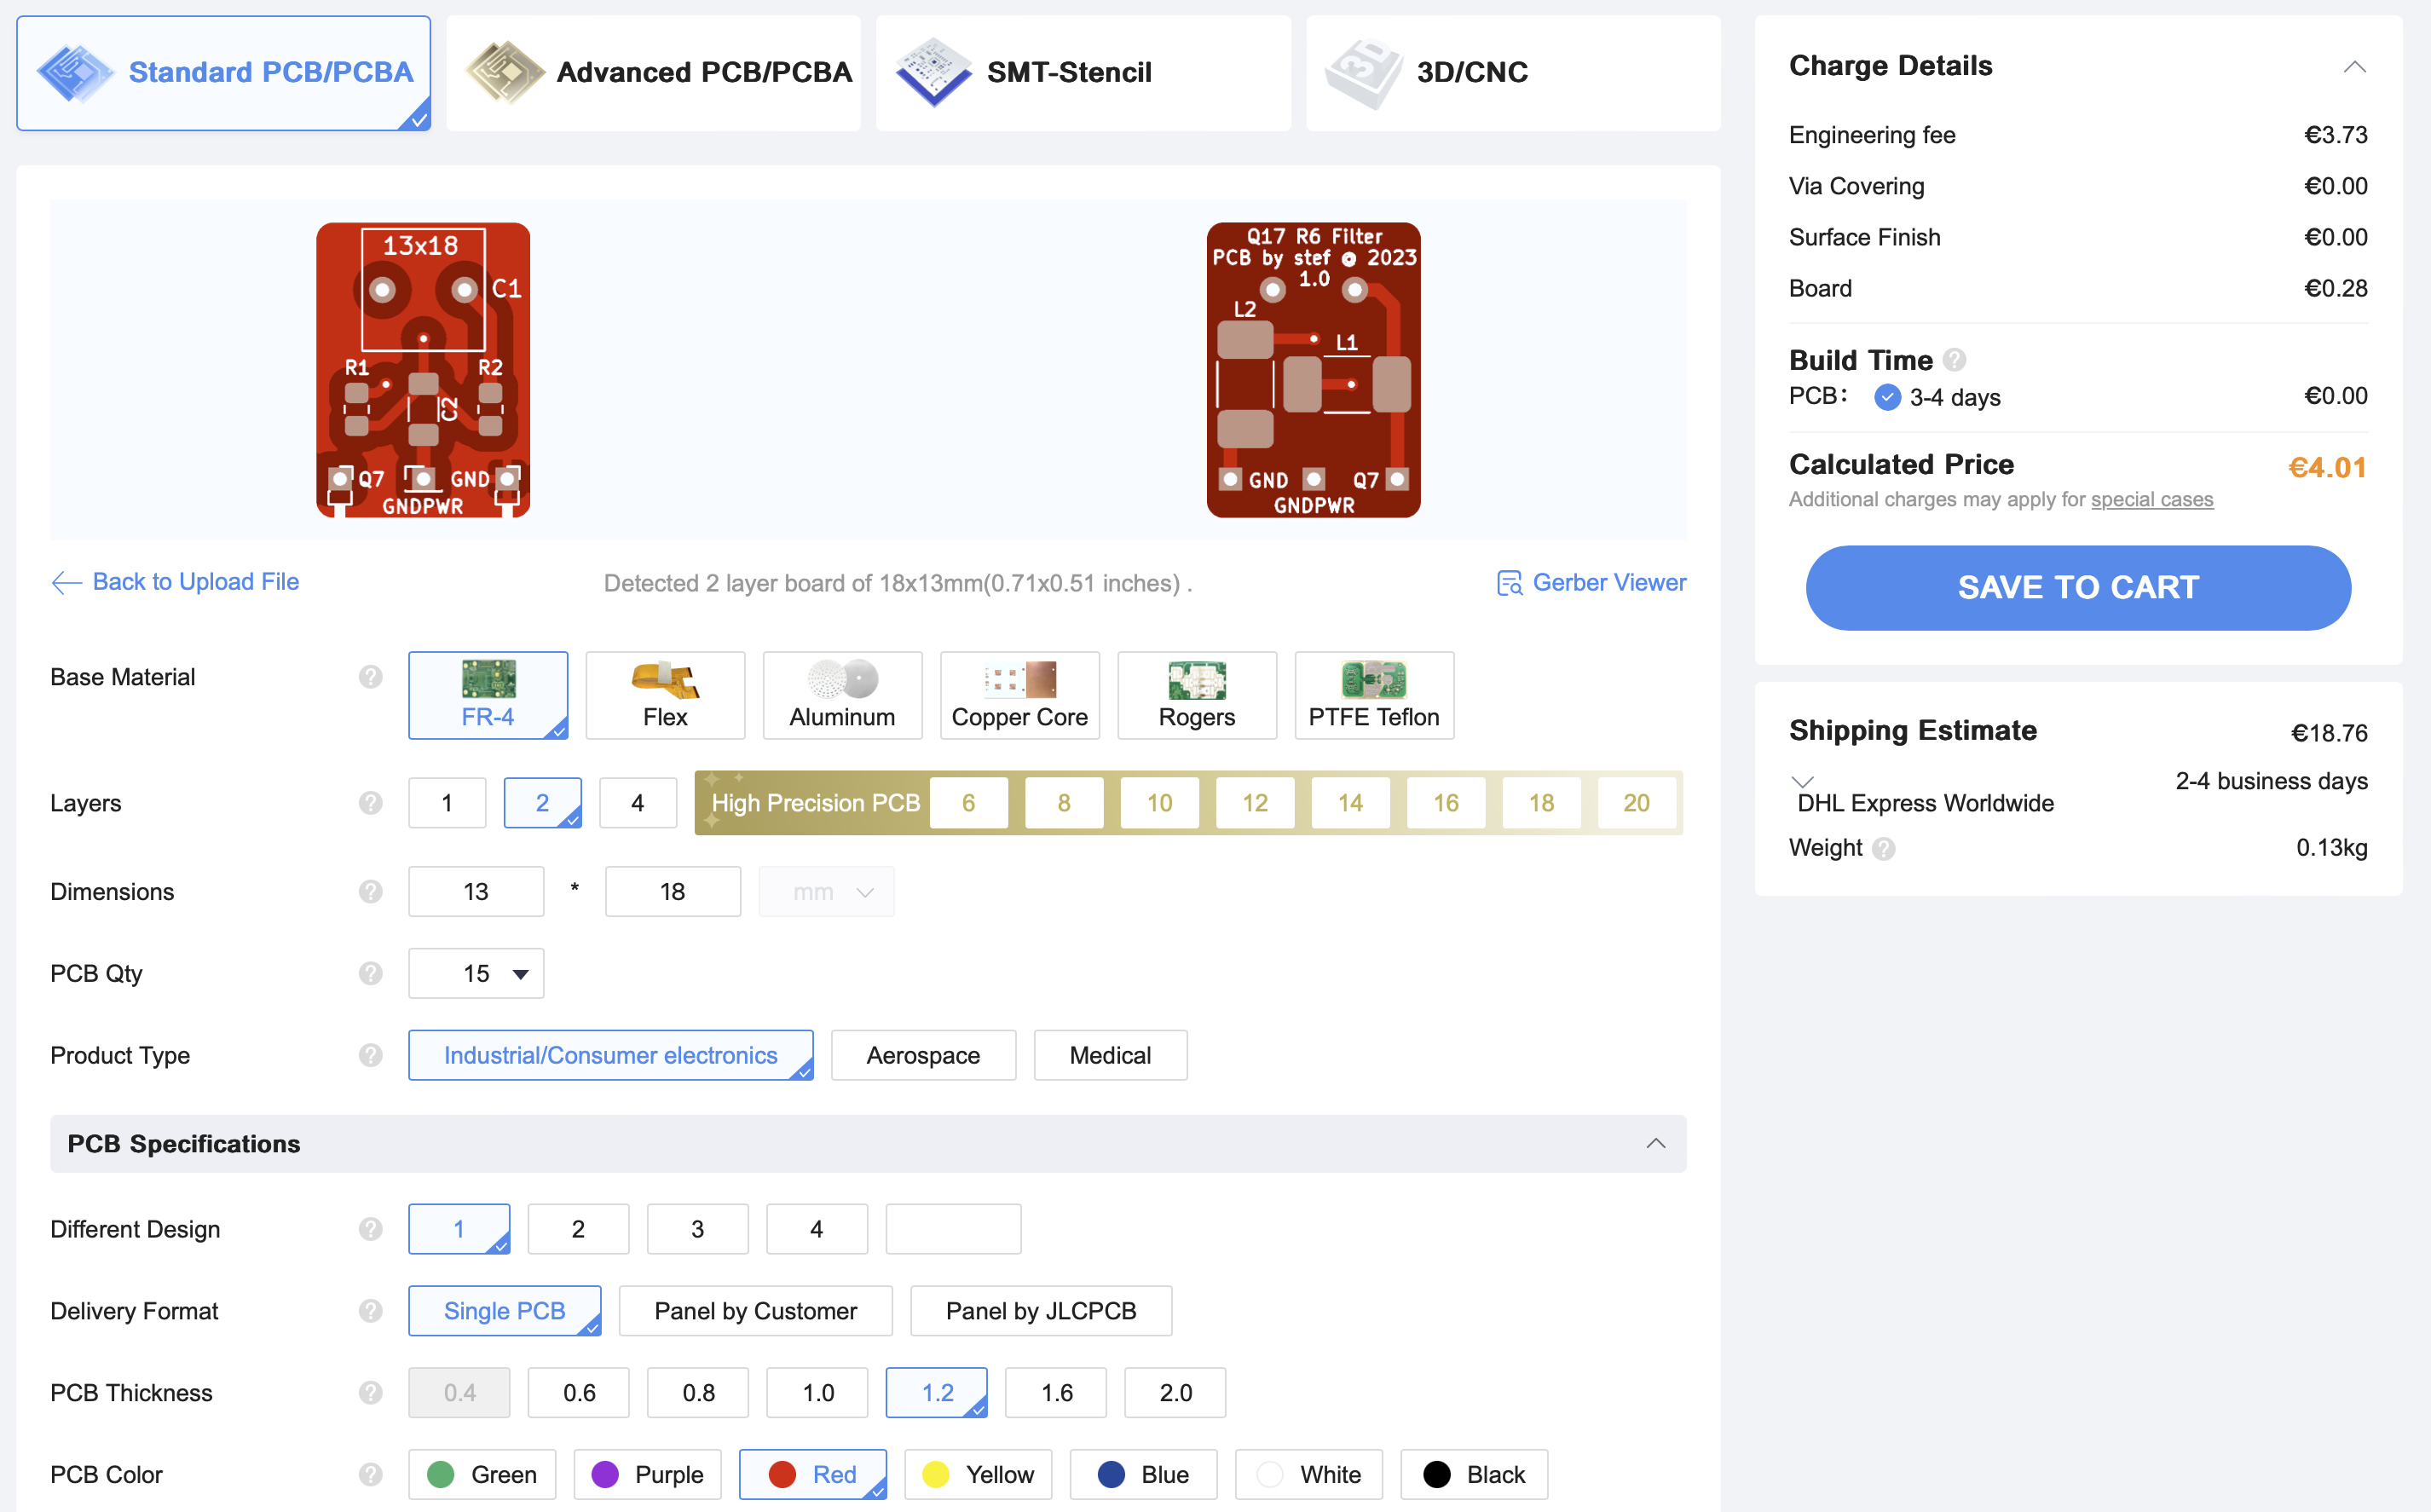 Standard PCB/PCBA
Advanced PCB/PCBA
SMT-Stencil
3D
3D/CNC
13x18
C1
R1
R2
C2
Q7
GND
GNDPWR
Q17 R6 Filter
PCB by stef @ 2023
1.0
L2
L1
GND
Q7
GNDPWR
Back to Upload File
Detected 2 layer board of 18x13mm(0.71x0.51 inches) .
Gerber Viewer
Base Material ?
FR-4
Flex
Aluminum
Copper Core
Rogers
PTFE Teflon
Layers ? 1 2 4 High Precision PCB 6 8 10 12 14 16 18 20
Dimensions ? 13 * 18 mm
PCB Qty ? 15
Product Type ? Industrial/Consumer electronics Aerospace Medical
PCB Specifications
Different Design ? 1 2 3 4
Delivery Format ? Single PCB Panel by Customer Panel by JLCPCB
PCB Thickness ? 0.4 0.6 0.8 1.0 1.2 1.6 2.0
PCB Color ? Green Purple Red Yellow Blue White Black
Charge Details
Engineering fee €3.73
Via Covering €0.00
Surface Finish €0.00
Board €0.28
Build Time ?
PCB: 3-4 days €0.00
Calculated Price €4.01
Additional charges may apply for special cases
SAVE TO CART
Shipping Estimate €18.76
2-4 business days
DHL Express Worldwide
Weight ? 0.13kg